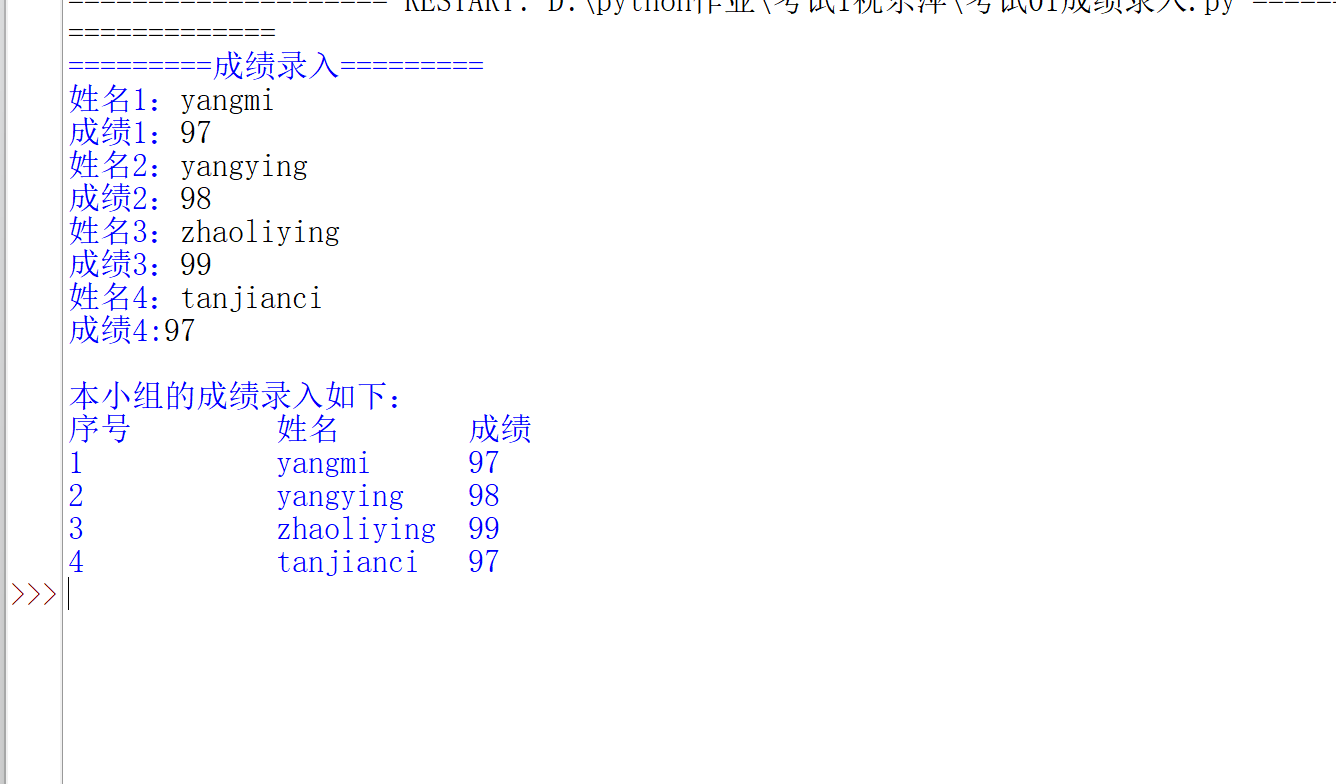 ===================== RESTART: D:\python作业\考试1祝东萍\考试01成绩录入.py ======
=============
=========成绩录入=========
姓名1：yangmi
成绩1：97
姓名2：yangying
成绩2：98
姓名3：zhaoliying
成绩3：99
姓名4：tanjianci
成绩4:97
本小组的成绩录入如下：
序号 姓名 成绩
1 yangmi 97
2 yangying 98
3 zhaoliying 99
4 tanjianci 97
>>>